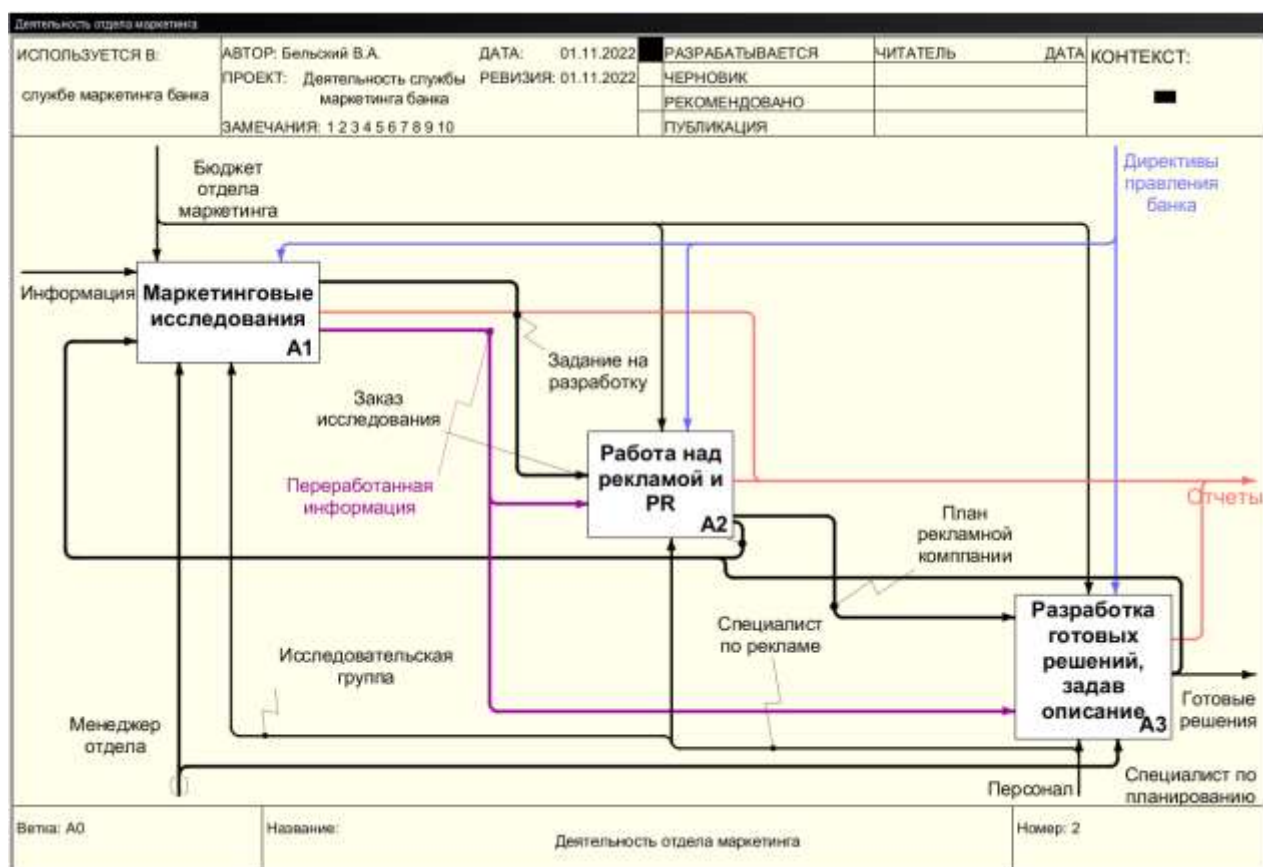 Деятельность отдела маркетинга
ИСПОЛЬЗУЕТСЯ В:
службе маркетинга банка
АВТОР: Бельский В.А.
ДАТА: 01.11.2022
ПРОЕКТ: Деятельность службы
маркетинга банка
РЕВИЗИЯ: 01.11.2022
ЗАМЕЧАНИЯ: 1 2 3 4 5 6 7 8 9 10
РАЗРАБАТЫВАЕТСЯ
ЧЕРНОВИК
РЕКОМЕНДОВАНО
ПУБЛИКАЦИЯ
ЧИТАТЕЛЬ
ДАТА
КОНТЕКСТ:
Бюджет
отдела
маркетинга
Директивы
правления
банка
Информация
Маркетинговые
исследования
A1
Задание на
разработку
Заказ
исследования
Переработанная
информация
Работа над
рекламой и
PR
A2
Отчеты
План
рекламной
комппании
Специалист
по рекламе
Разработка
готовых
решений,
задав
описание
A3
Исследовательская
группа
Менеджер
отдела
Готовые
решения
Персонал
Специалист по
планированию
Ветка: A0
Название:
Деятельность отдела маркетинга
Номер: 2